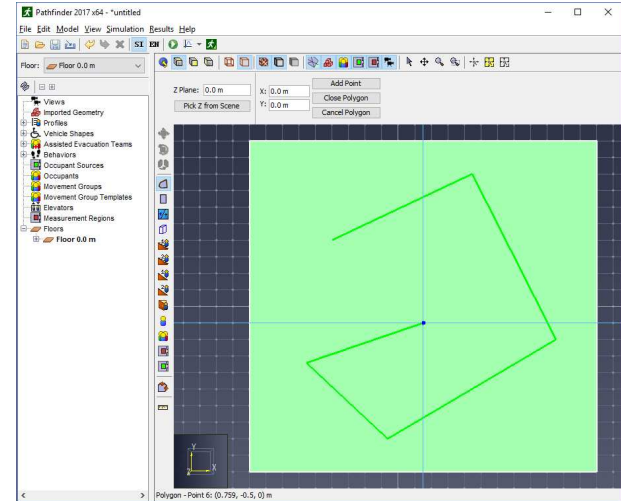 Pathfinder 2017 x64 - *untitled
File Edit Model View Simulation Results Help
SI EN
Floor: Floor 0.0 m
Z Plane: 0.0 m
Pick Z from Scene
X: 0.0 m
Y: 0.0 m
Add Point
Close Polygon
Cancel Polygon
Views
Imported Geometry
Profiles
Vehicle Shapes
Assisted Evacuation Teams
Behaviors
Occupant Sources
Occupants
Movement Groups
Movement Group Templates
Elevators
Measurement Regions
Floors
Floor 0.0 m
Y
Z X
Polygon - Point 6: (0.759, -0.5, 0) m